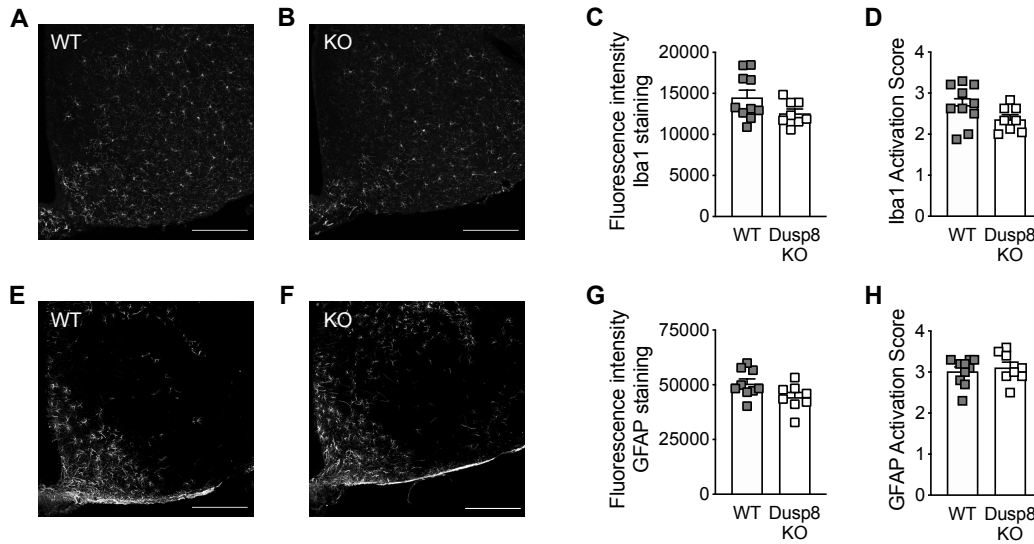 A
WT
B
KO
C
Fluorescence intensity
Iba1 staining
20000
15000
10000
5000
0
WT
Dusp8
KO
D
Iba1 Activation Score
4
3
2
1
0
WT
Dusp8
KO
E
WT
F
KO
G
Fluorescence intensity
GFAP staining
75000
50000
25000
0
WT
Dusp8
KO
H
GFAP Activation Score
4
3
2
1
0
WT
Dusp8
KO